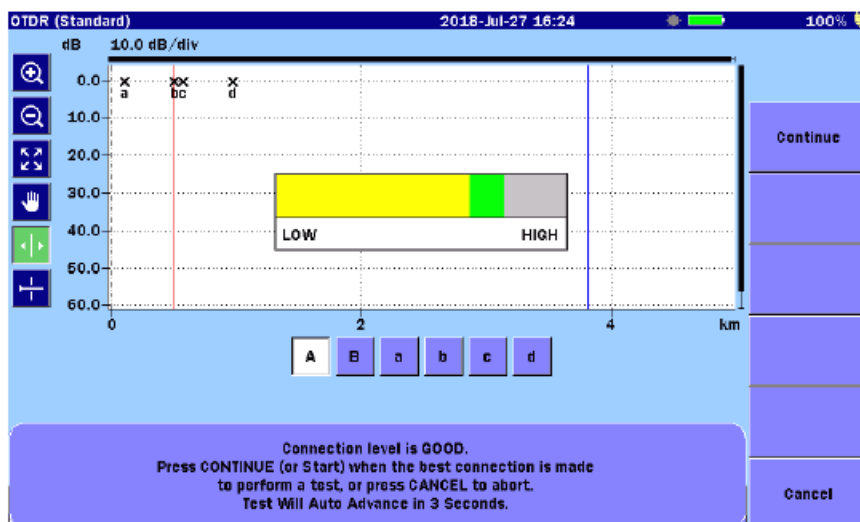 OTDR (Standard) 2018-Jul-27 16:24 100%
dB 10.0 dB/div
0.0
a bc d
10.0
20.0
30.0
40.0
50.0
60.0
LOW HIGH
0 2 4 km
A B a b c d
Continue
Connection level is GOOD.
Press CONTINUE (or Start) when the best connection is made
to perform a test, or press CANCEL to abort.
Test Will Auto Advance in 3 Seconds.
Cancel